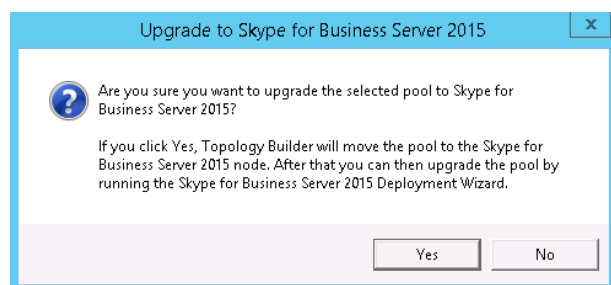 Upgrade to Skype for Business Server 2015
x
Are you sure you want to upgrade the selected pool to Skype for
Business Server 2015?
If you click Yes, Topology Builder will move the pool to the Skype for
Business Server 2015 node. After that you can then upgrade the pool by
running the Skype for Business Server 2015 Deployment Wizard.
Yes
No